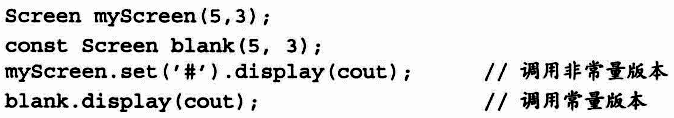 Screen myScreen(5,3);
const Screen blank(5, 3);
myScreen.set('#').display(cout); // 调用非常量版本
blank.display(cout); // 调用常量版本